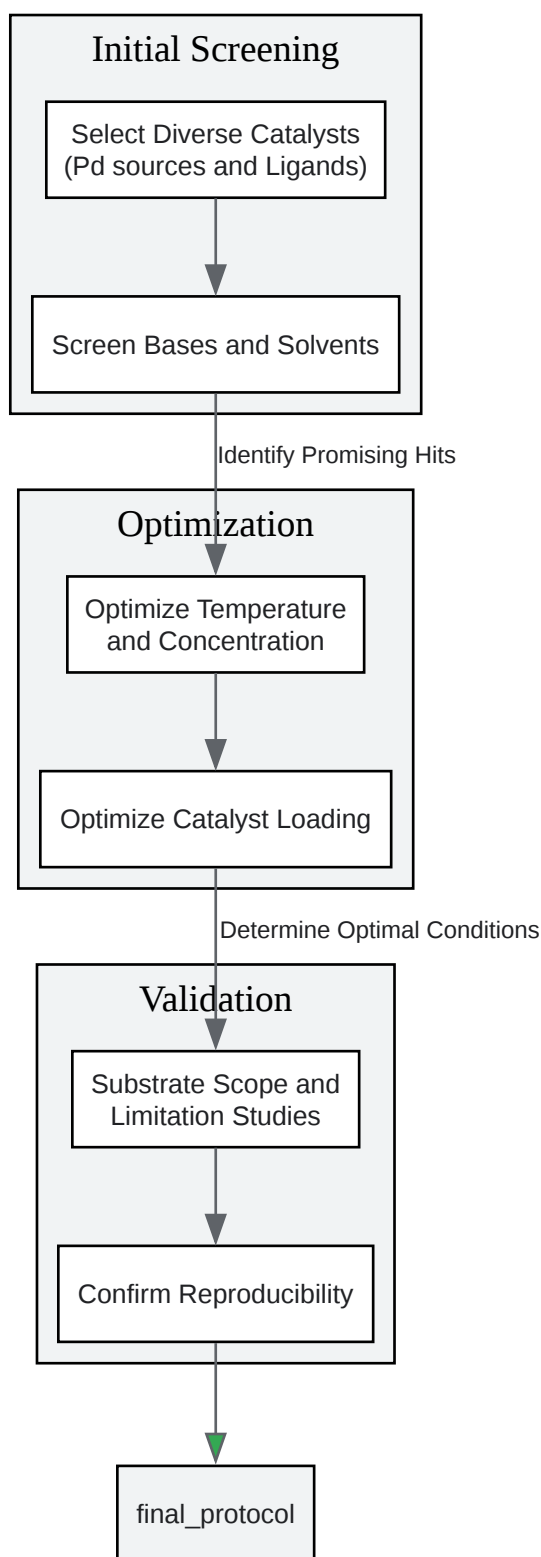 Initial Screening
Select Diverse Catalysts
(Pd sources and Ligands)
Screen Bases and Solvents
Identify Promising Hits
Optimization
Optimize Temperature
and Concentration
Optimize Catalyst Loading
Determine Optimal Conditions
Validation
Substrate Scope and
Limitation Studies
Confirm Reproducibility
final_protocol